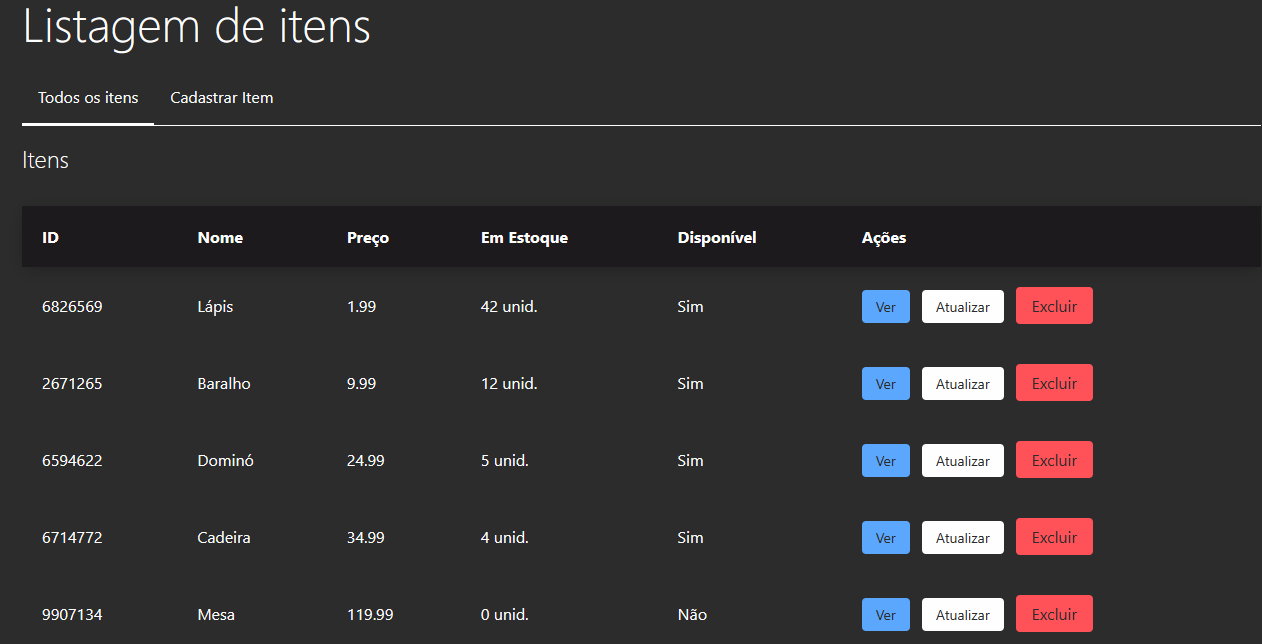 Listagem de itens
Todos os itens Cadastrar Item
Itens
ID Nome Preço Em Estoque Disponível Ações
6826569 Lápis 1.99 42 unid. Sim Ver Atualizar Excluir
2671265 Baralho 9.99 12 unid. Sim Ver Atualizar Excluir
6594622 Dominó 24.99 5 unid. Sim Ver Atualizar Excluir
6714772 Cadeira 34.99 4 unid. Sim Ver Atualizar Excluir
9907134 Mesa 119.99 0 unid. Não Ver Atualizar Excluir